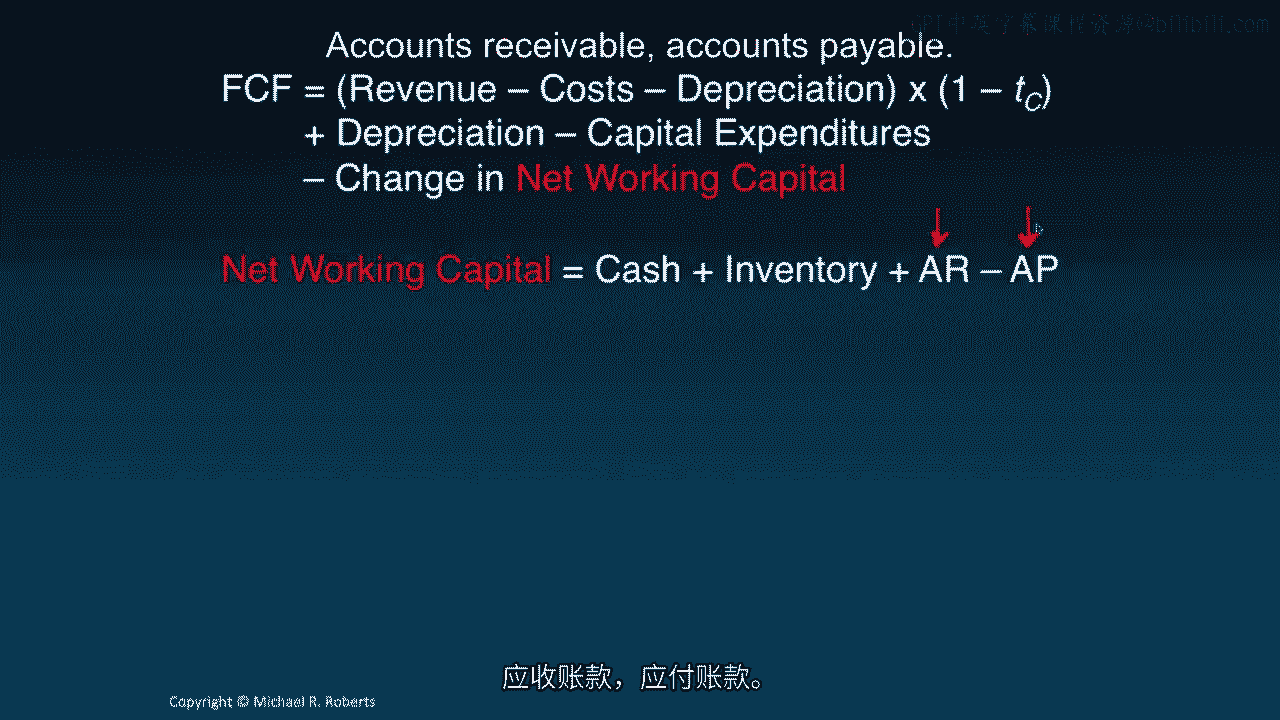 GPT中英字幕课程资源@bilibili.com
Accounts receivable, accounts payable.
FCF = (Revenue – Costs – Depreciation) x (1 – tC)
+ Depreciation – Capital Expenditures
– Change in Net Working Capital
Net Working Capital = Cash + Inventory + AR – AP
应收账款，应付账款。
Copyright © Michael R. Roberts